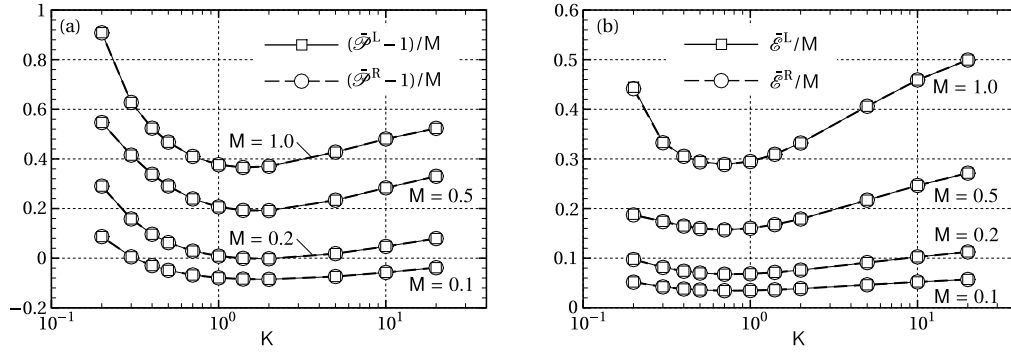 (a)
1
0.8
0.6
0.4
0.2
0
−0.2
(𝒫̄ᴸ − 1)/M
(𝒫̄ᴿ − 1)/M
M = 1.0
M = 0.5
M = 0.2
M = 0.1
10⁻¹ 10⁰ 10¹
K
(b)
0.6
0.5
0.4
0.3
0.2
0.1
0
ℰ̄ᴸ/M
ℰ̄ᴿ/M
M = 1.0
M = 0.5
M = 0.2
M = 0.1
10⁻¹ 10⁰ 10¹
K